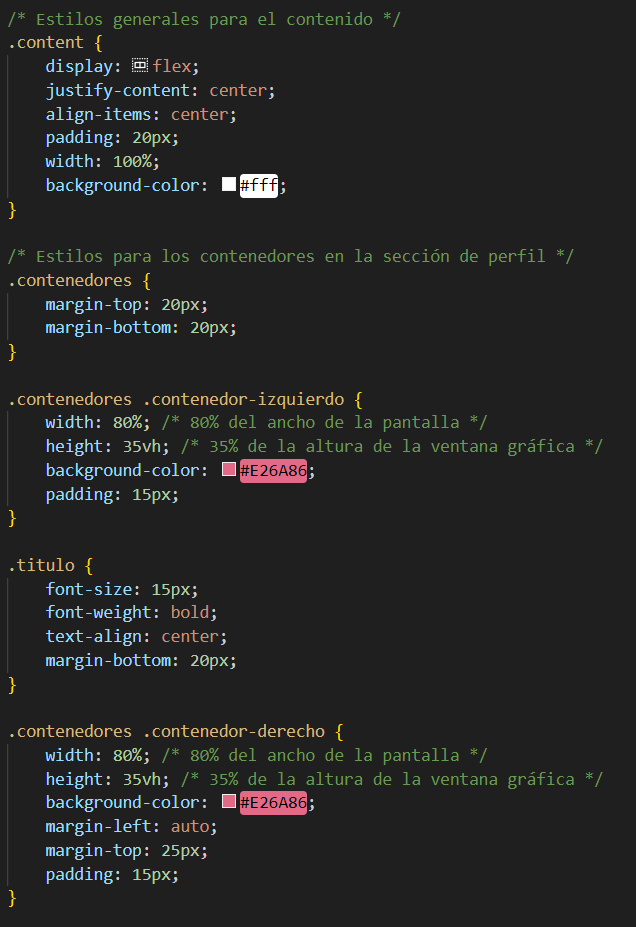 /* Estilos generales para el contenido */
.content {
    display: flex;
    justify-content: center;
    align-items: center;
    padding: 20px;
    width: 100%;
    background-color: #fff;
}

/* Estilos para los contenedores en la sección de perfil */
.contenedores {
    margin-top: 20px;
    margin-bottom: 20px;
}

.contenedores .contenedor-izquierdo {
    width: 80%; /* 80% del ancho de la pantalla */
    height: 35vh; /* 35% de la altura de la ventana gráfica */
    background-color: #E26A86;
    padding: 15px;
}

.titulo {
    font-size: 15px;
    font-weight: bold;
    text-align: center;
    margin-bottom: 20px;
}

.contenedores .contenedor-derecho {
    width: 80%; /* 80% del ancho de la pantalla */
    height: 35vh; /* 35% de la altura de la ventana gráfica */
    background-color: #E26A86;
    margin-left: auto;
    margin-top: 25px;
    padding: 15px;
}